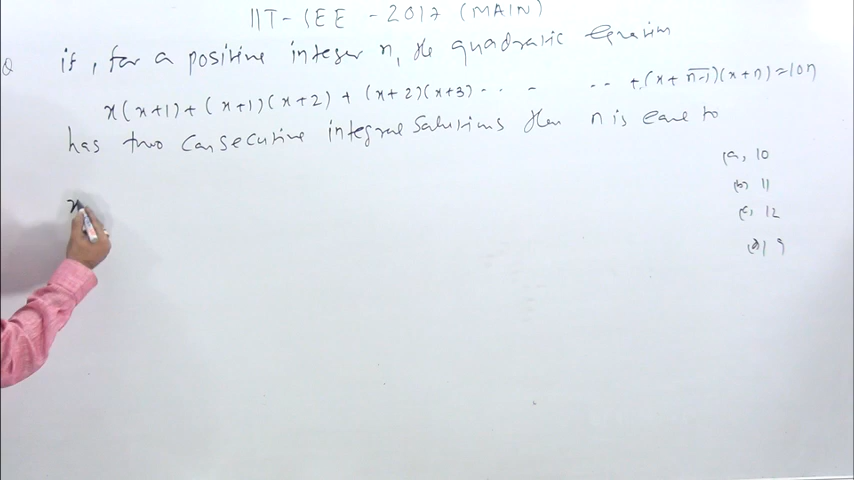 IIT-JEE - 2017 (MAIN)
Q if, for a positive integer n, the quadratic Equation
x(x+1)+(x+1)(x+2)+(x+2)(x+3)-- - -- +(x+n-1)(x+n)=10n
has two Consecutive integral Solutions then n is equal to
(a, 10
(b) 11
(c, 12
(d) 9
x